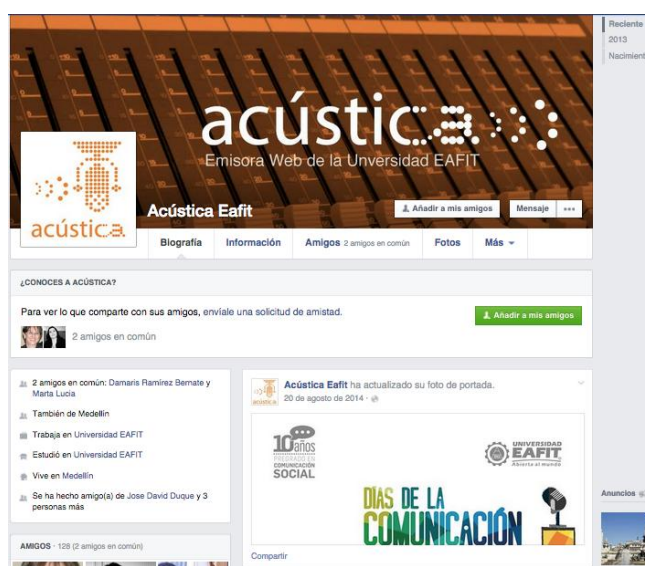 Reciente
2013
Nacimient
acústica
Emisora Web de la Unversidad EAFIT
acústica
Acústica Eafit
Añadir a mis amigos
Mensaje
Biografía
Información
Amigos 2 amigos en común
Fotos
Más
¿CONOCES A ACÚSTICA?
Para ver lo que comparte con sus amigos, envíale una solicitud de amistad.
Añadir a mis amigos
2 amigos en común
2 amigos en común: Damaris Ramírez Bernate y
Marta Lucia
También de Medellín
Trabaja en Universidad EAFIT
Estudió en Universidad EAFIT
Vive en Medellín
Se ha hecho amigo(a) de Jose David Duque y 3
personas más
AMIGOS · 128 (2 amigos en común)
acústica
Acústica Eafit ha actualizado su foto de portada.
20 de agosto de 2014 ·
10 años
PREGRADO EN
COMUNICACIÓN
SOCIAL
UNIVERSIDAD
EAFIT
Abierta al mundo
DÍAS DE LA
COMUNICACIÓN
Compartir
Anuncios